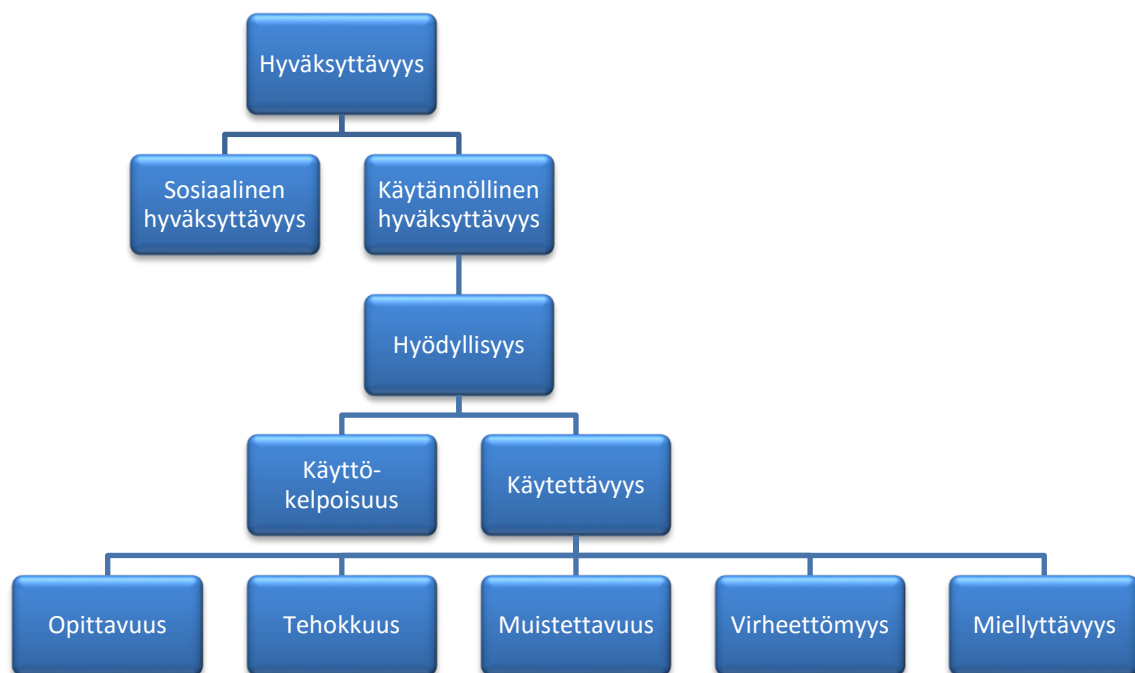 Hyväksyttävyys
Sosiaalinen
hyväksyttävyys
Käytännöllinen
hyväksyttävyys
Hyödyllisyys
Käyttö-
kelpoisuus
Käytettävyys
Opittavuus
Tehokkuus
Muistettavuus
Virheettömyys
Miellyttävyys